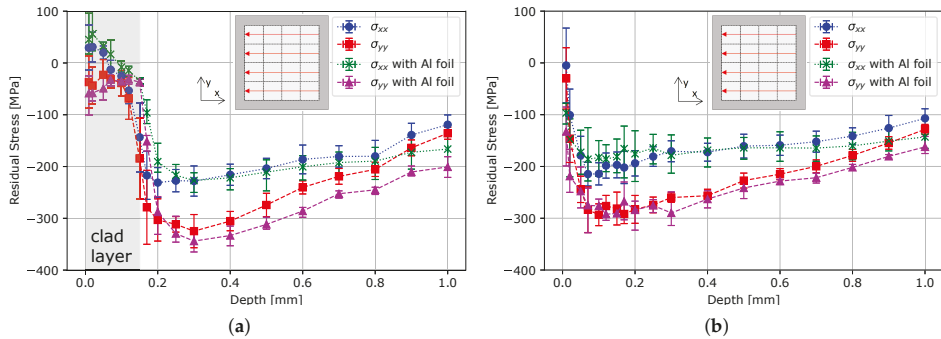 100
0
−100
−200
−300
−400
Residual Stress [MPa]
0.0 0.2 0.4 0.6 0.8 1.0
Depth [mm]
clad
layer
y
x
σxx
σyy
σxx with Al foil
σyy with Al foil
(a)
100
0
−100
−200
−300
−400
Residual Stress [MPa]
0.0 0.2 0.4 0.6 0.8 1.0
Depth [mm]
y
x
σxx
σyy
σxx with Al foil
σyy with Al foil
(b)